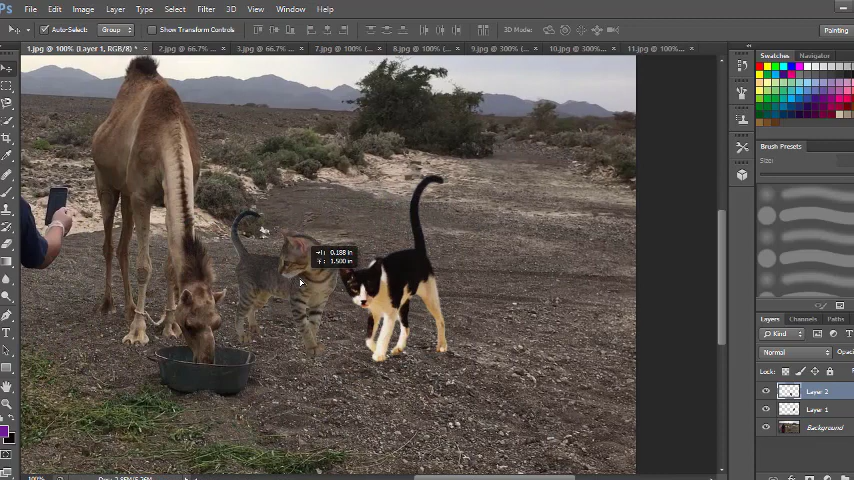 Ps File Edit Image Layer Type Select Filter 3D View Window Help
Auto-Select: Group Show Transform Controls 3D Mode: Painting
1.jpg @ 100% (Layer 1, RGB/8) * × 2.jpg @ 66.7% ... × 3.jpg @ 66.7% (... × 7.jpg @ 100% (... × 8.jpg @ 100% (... × 9.jpg @ 300% (... × 10.jpg @ 300%... × 11.jpg @ 100%... ×
Swatches Navigator
Brush Presets
Size:
0.188 in
1.500 in
Layers Channels Paths
Kind
Normal Opaci
Lock:
Layer 2
Layer 1
Background
100%